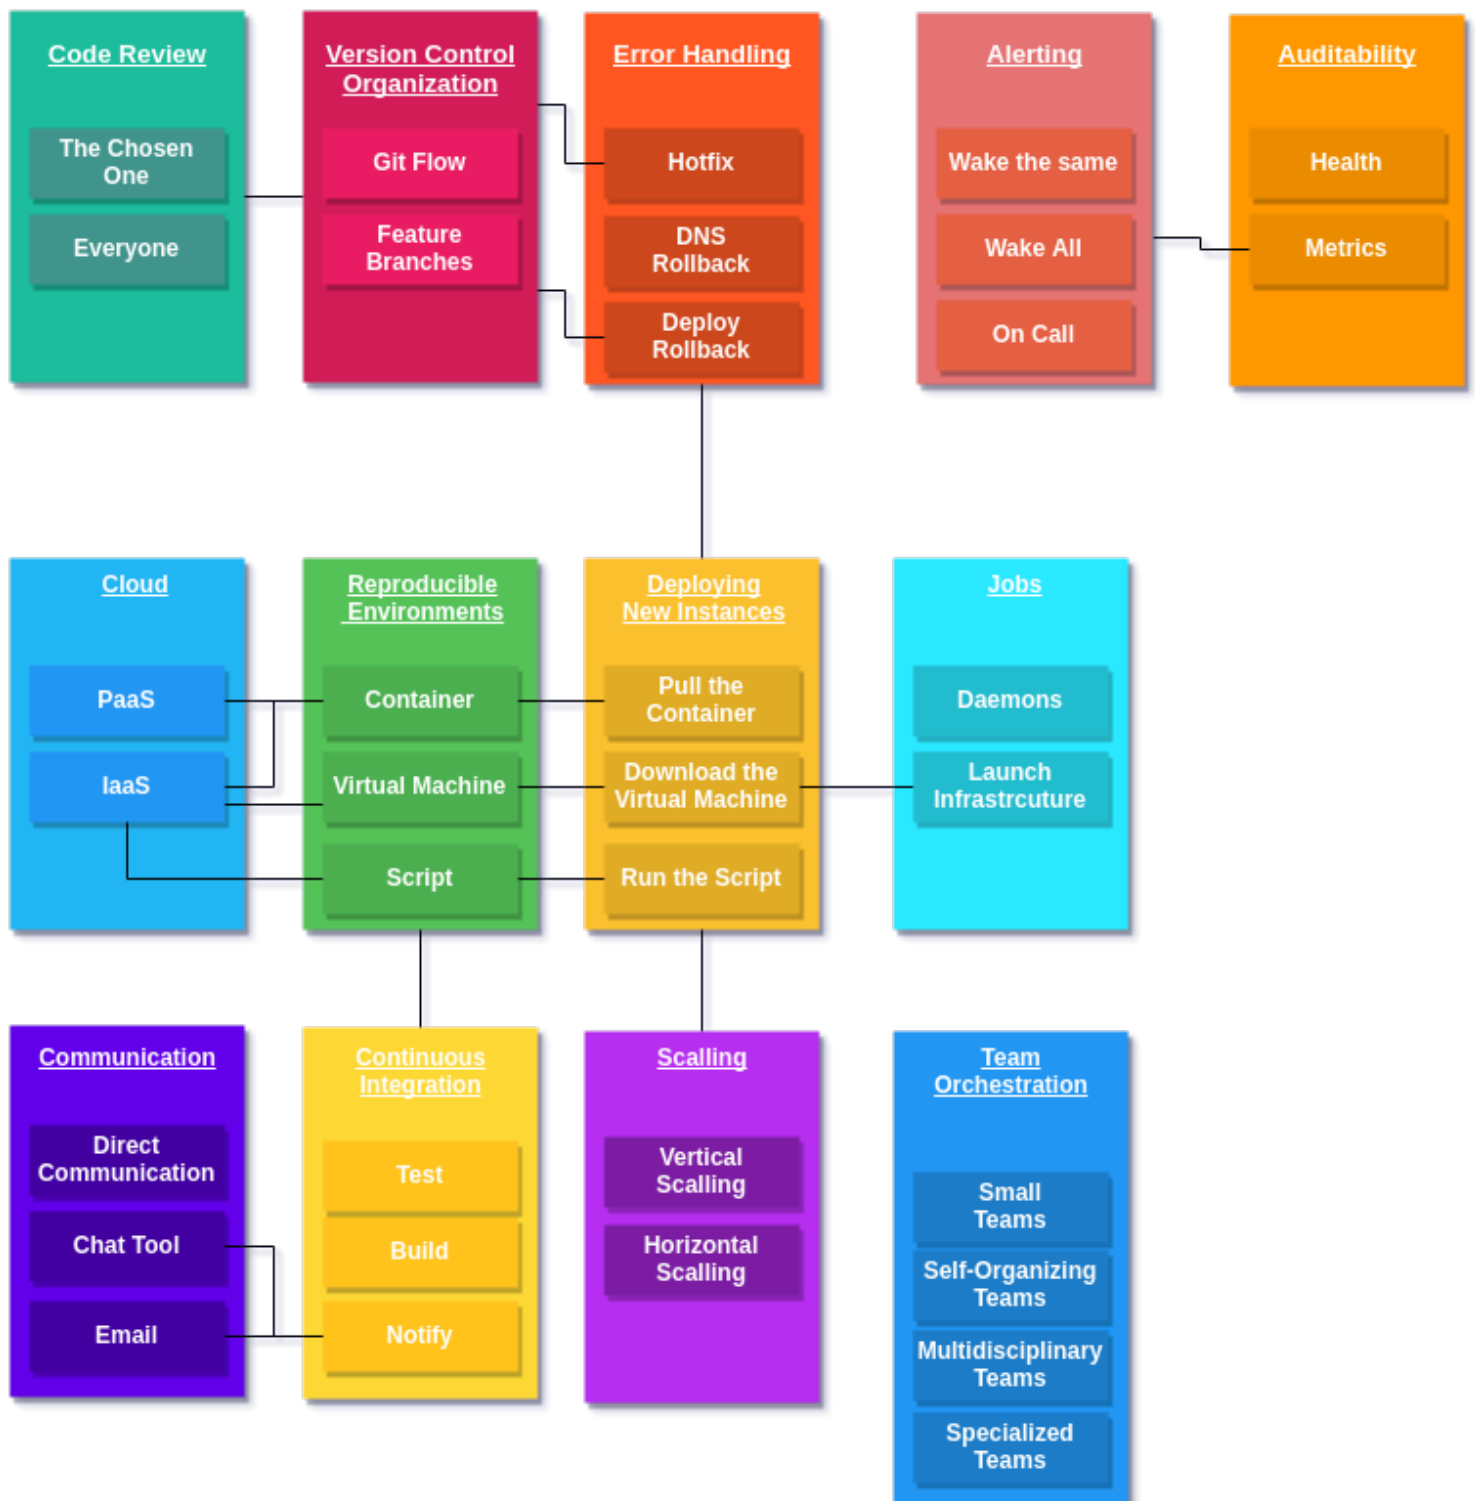 Code Review
The Chosen
One
Everyone
Version Control
Organization
Git Flow
Feature
Branches
Error Handling
Hotfix
DNS
Rollback
Deploy
Rollback
Alerting
Wake the same
Wake All
On Call
Auditability
Health
Metrics
Cloud
PaaS
IaaS
Reproducible
Environments
Container
Virtual Machine
Script
Deploying
New Instances
Pull the
Container
Download the
Virtual Machine
Run the Script
Jobs
Daemons
Launch
Infrastrcuture
Communication
Direct
Communication
Chat Tool
Email
Continuous
Integration
Test
Build
Notify
Scalling
Vertical
Scalling
Horizontal
Scalling
Team
Orchestration
Small
Teams
Self-Organizing
Teams
Multidisciplinary
Teams
Specialized
Teams